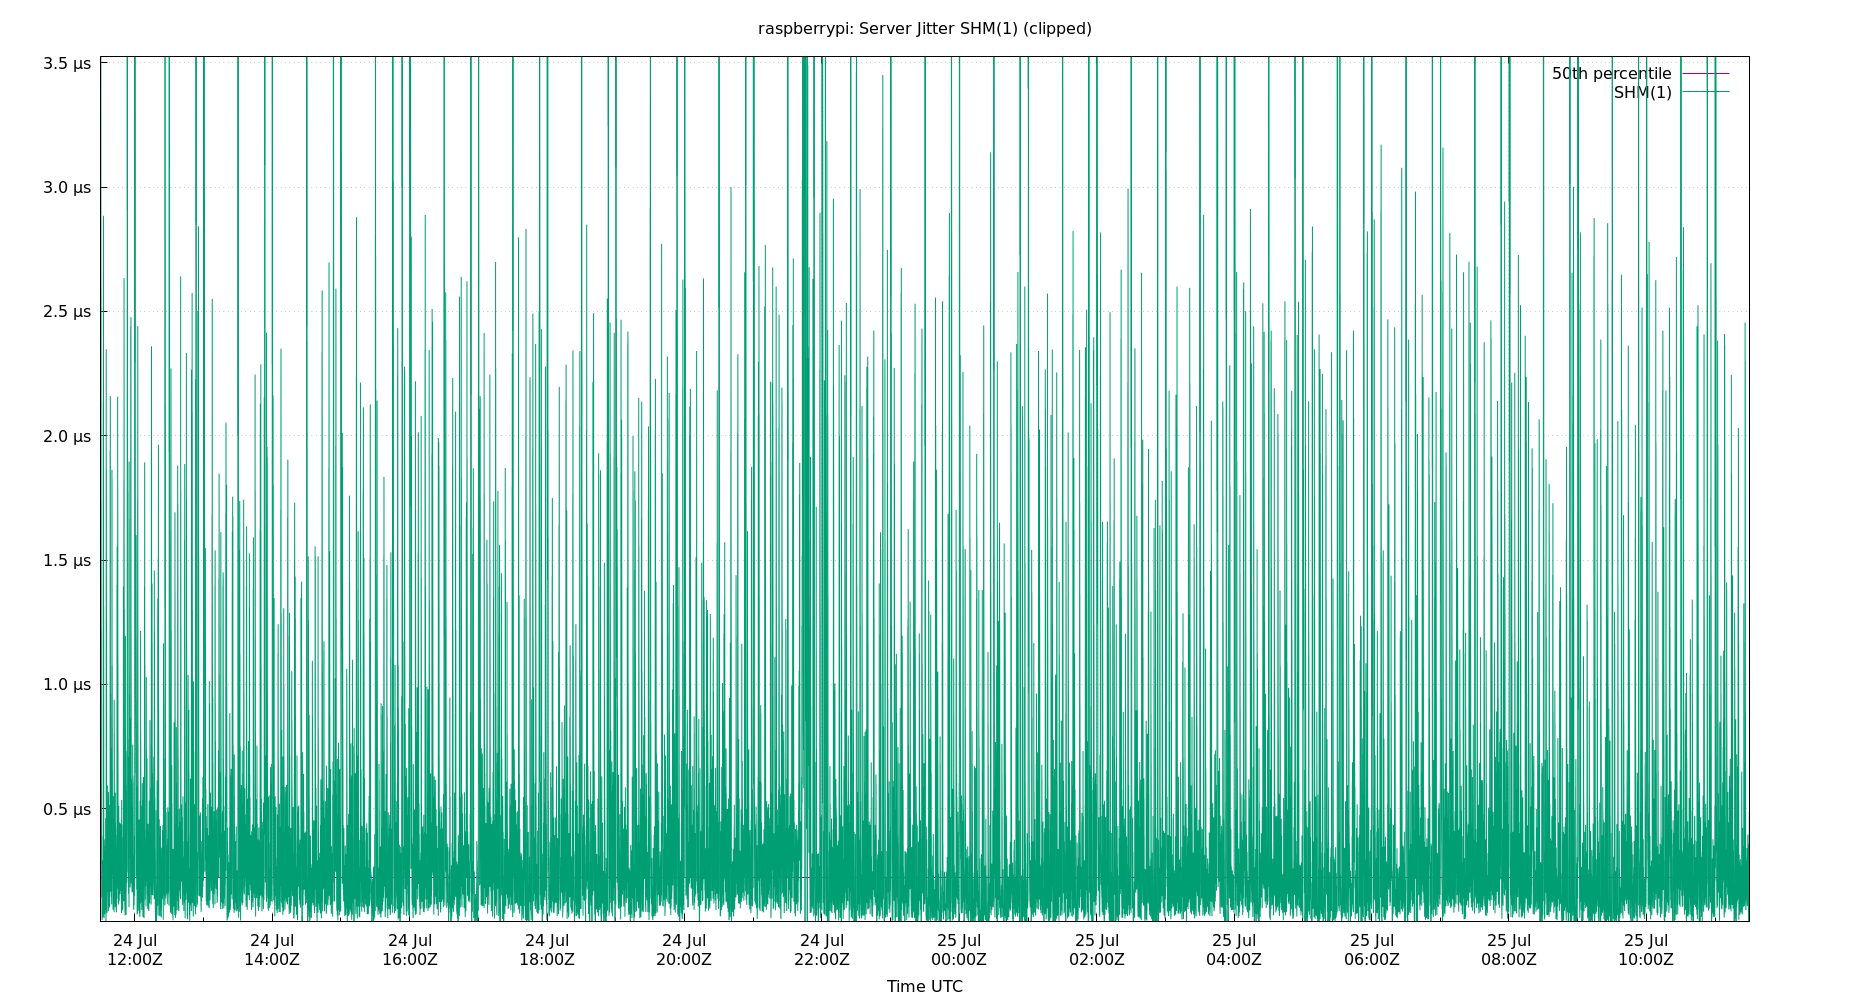 raspberrypi: Server Jitter SHM(1) (clipped)
3.5 µs
3.0 µs
2.5 µs
2.0 µs
1.5 µs
1.0 µs
0.5 µs
50th percentile
SHM(1)
24 Jul
12:00Z
24 Jul
14:00Z
24 Jul
16:00Z
24 Jul
18:00Z
24 Jul
20:00Z
24 Jul
22:00Z
25 Jul
00:00Z
25 Jul
02:00Z
25 Jul
04:00Z
25 Jul
06:00Z
25 Jul
08:00Z
25 Jul
10:00Z
Time UTC